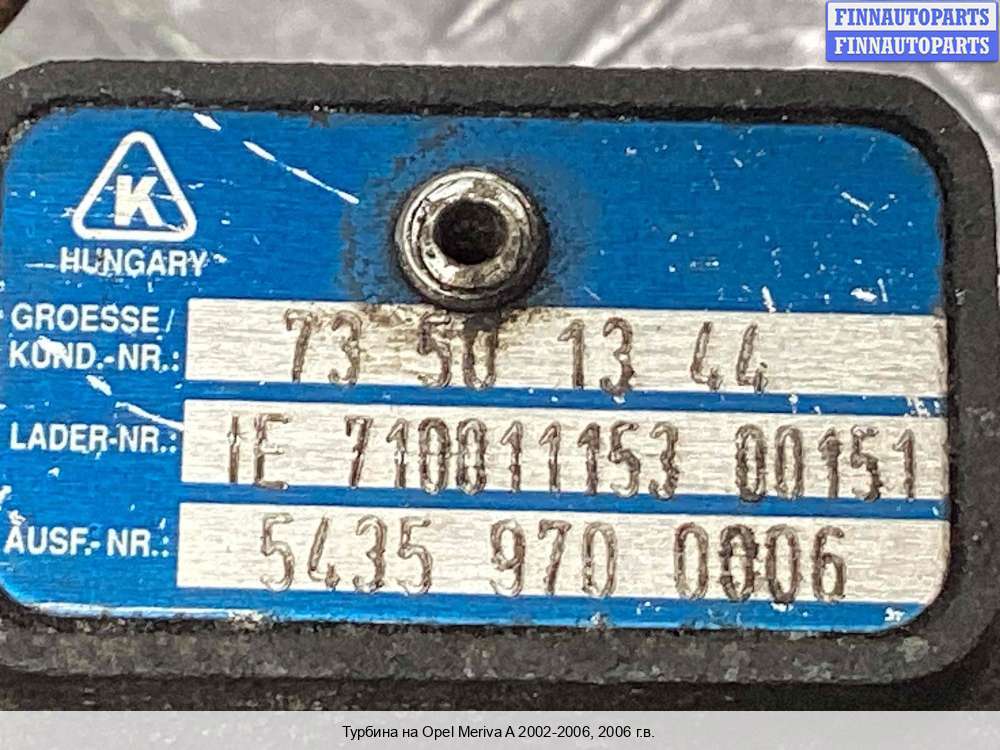 FINNAUTOPARTS
FINNAUTOPARTS
K
HUNGARY
GROESSE/
KUND.-NR.: 73 50 13 44
LADER-NR.: IE 710011153 00151
AUSF.-NR.: 5435 970 0006
Турбина на Opel Meriva A 2002-2006, 2006 г.в.